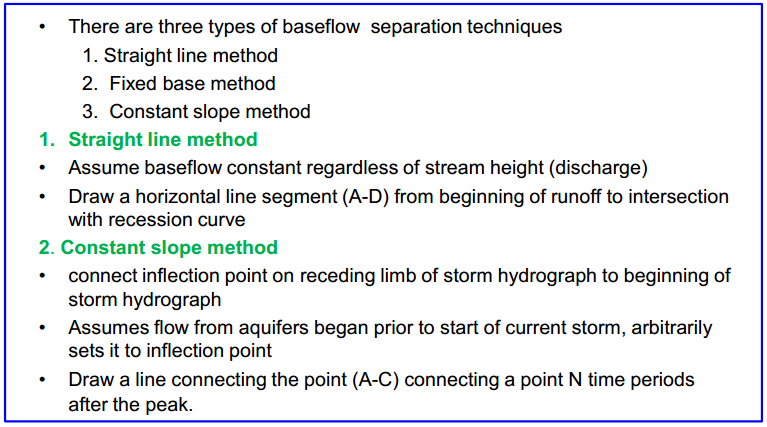 • There are three types of baseflow separation techniques
1. Straight line method
2. Fixed base method
3. Constant slope method
1. Straight line method
• Assume baseflow constant regardless of stream height (discharge)
• Draw a horizontal line segment (A-D) from beginning of runoff to intersection
with recession curve
2. Constant slope method
• connect inflection point on receding limb of storm hydrograph to beginning of
storm hydrograph
• Assumes flow from aquifers began prior to start of current storm, arbitrarily
sets it to inflection point
• Draw a line connecting the point (A-C) connecting a point N time periods
after the peak.